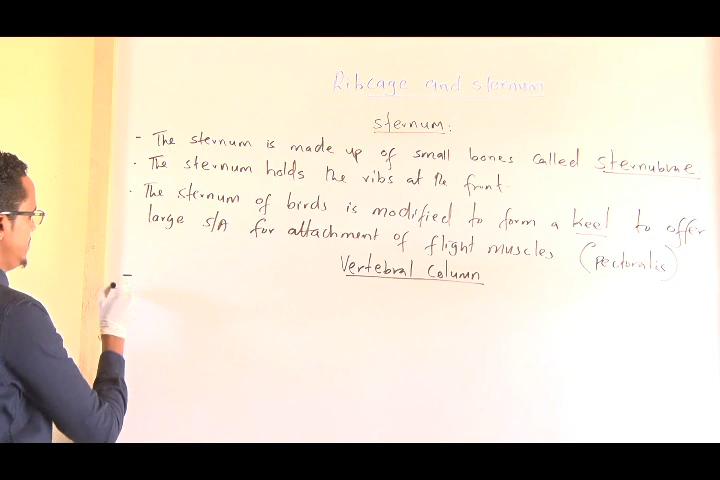 Ribcage and sternum
sternum:
- The sternum is made up of small bones called sternubrae
- The sternum holds the ribs at the front.
- The sternum of birds is modified to form a keel to offer
large S/A for attachment of flight muscles (pectoralis)
Vertebral Column
-